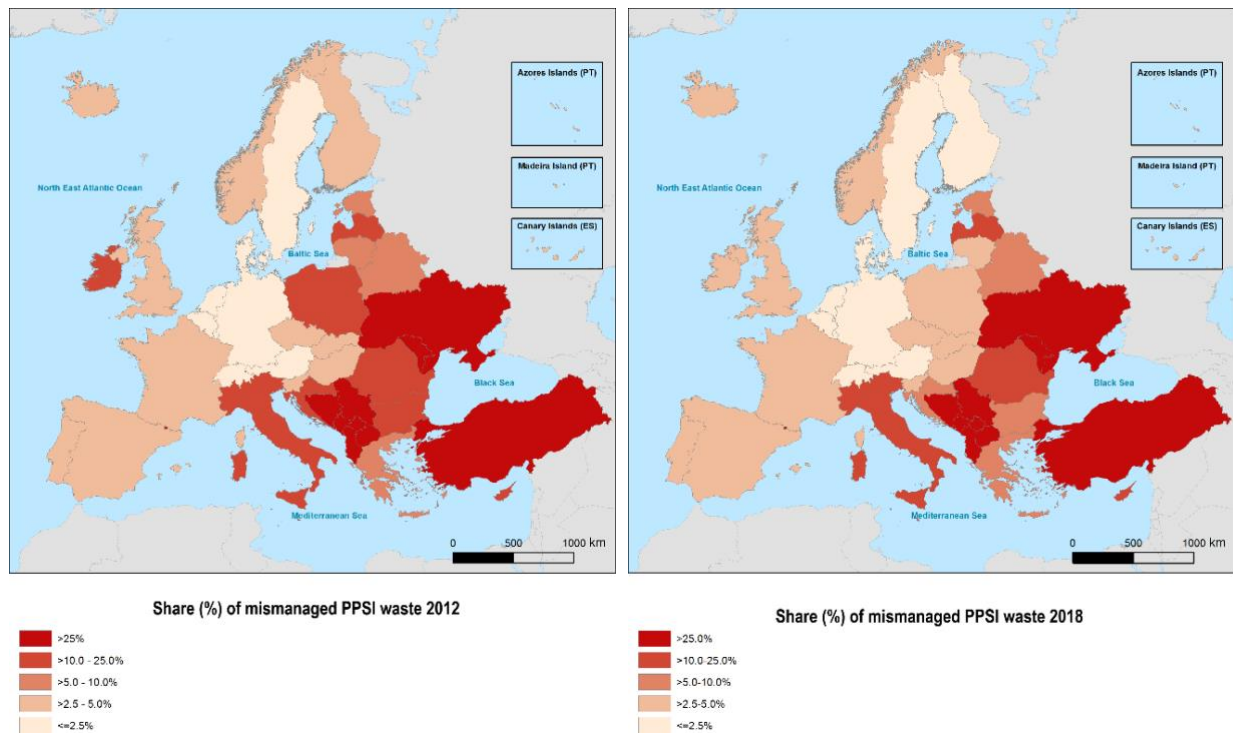 Azores Islands (PT)
Madeira Island (PT)
Canary Islands (ES)
North East Atlantic Ocean
Baltic Sea
Black Sea
Mediterranean Sea
0 500 1000 km
Share (%) of mismanaged PPSI waste 2012
>25%
>10.0 - 25.0%
>5.0 - 10.0%
>2.5 - 5.0%
<=2.5%
Azores Islands (PT)
Madeira Island (PT)
Canary Islands (ES)
North East Atlantic Ocean
Baltic Sea
Black Sea
Mediterranean Sea
0 500 1000 km
Share (%) of mismanaged PPSI waste 2018
>25.0%
>10.0-25.0%
>5.0-10.0%
>2.5-5.0%
<=2.5%